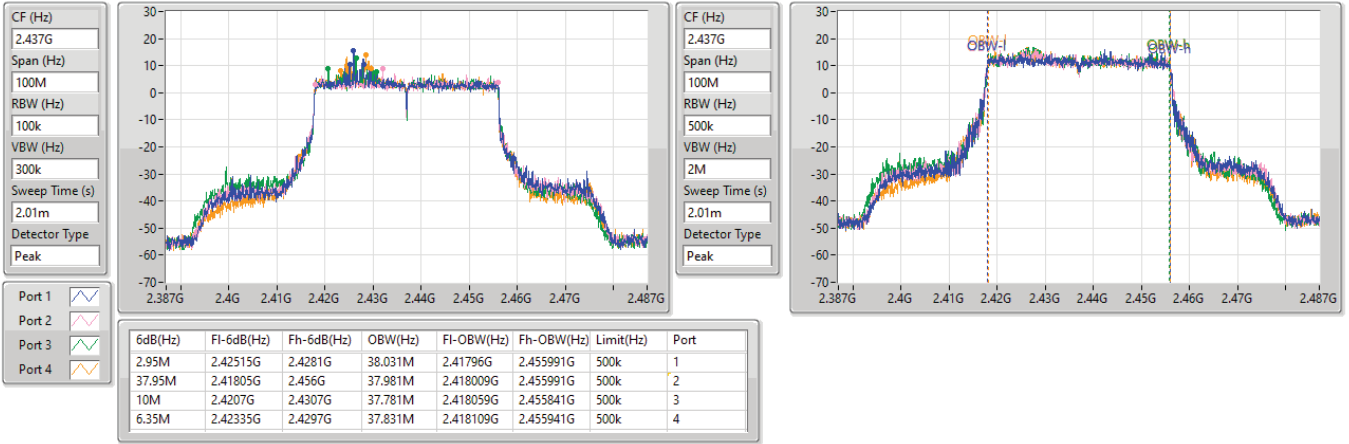 CF (Hz)
2.437G
Span (Hz)
100M
RBW (Hz)
100k
VBW (Hz)
300k
Sweep Time (s)
2.01m
Detector Type
Peak
30
20
10
0
-10
-20
-30
-40
-50
-60
-70
2.387G 2.4G 2.41G 2.42G 2.43G 2.44G 2.45G 2.46G 2.47G 2.487G
CF (Hz)
2.437G
Span (Hz)
100M
RBW (Hz)
500k
VBW (Hz)
2M
Sweep Time (s)
2.01m
Detector Type
Peak
30
20
10
0
-10
-20
-30
-40
-50
-60
-70
OBW-l OBW-h
2.387G 2.4G 2.41G 2.42G 2.43G 2.44G 2.45G 2.46G 2.47G 2.487G
Port 1
Port 2
Port 3
Port 4
6dB(Hz) Fl-6dB(Hz) Fh-6dB(Hz) OBW(Hz) Fl-OBW(Hz) Fh-OBW(Hz) Limit(Hz) Port
2.95M 2.42515G 2.4281G 38.031M 2.41796G 2.455991G 500k 1
37.95M 2.41805G 2.456G 37.981M 2.418009G 2.455991G 500k 2
10M 2.4207G 2.4307G 37.781M 2.418059G 2.455841G 500k 3
6.35M 2.42335G 2.4297G 37.831M 2.418109G 2.455941G 500k 4